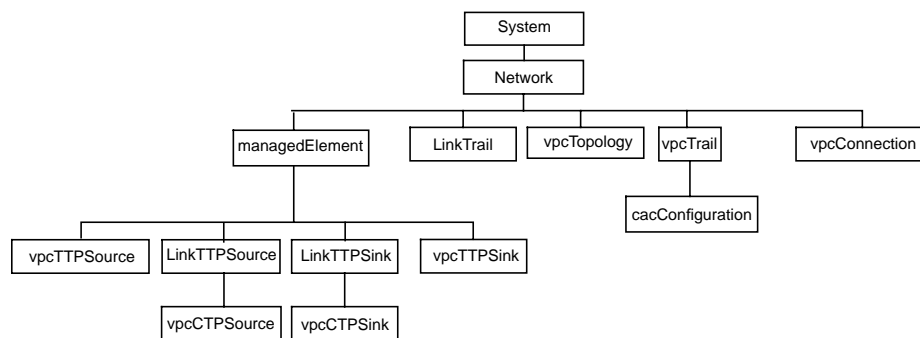 System
Network
managedElement
LinkTrail
vpcTopology
vpcTrail
vpcConnection
cacConfiguration
vpcTTPSource
LinkTTPSource
LinkTTPSink
vpcTTPSink
vpcCTPSource
vpcCTPSink